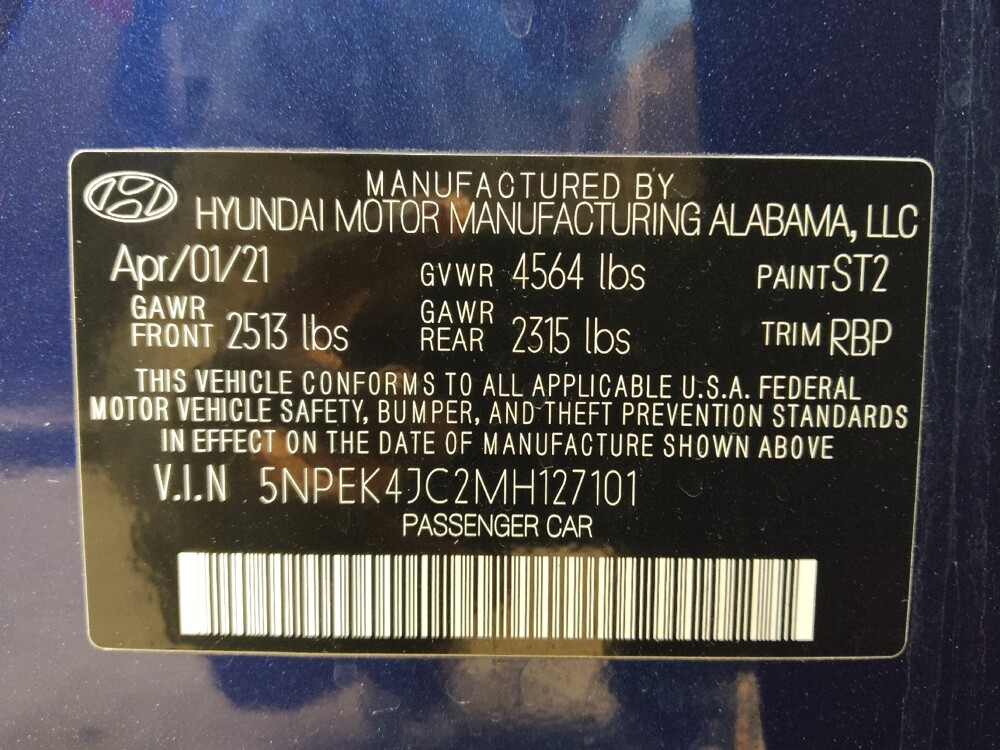 MANUFACTURED BY
HYUNDAI MOTOR MANUFACTURING ALABAMA, LLC
Apr/01/21 GVWR 4564 lbs PAINT ST2
GAWR FRONT 2513 lbs GAWR REAR 2315 lbs TRIM RBP
THIS VEHICLE CONFORMS TO ALL APPLICABLE U.S.A. FEDERAL
MOTOR VEHICLE SAFETY, BUMPER, AND THEFT PREVENTION STANDARDS
IN EFFECT ON THE DATE OF MANUFACTURE SHOWN ABOVE
V.I.N 5NPEK4JC2MH127101
PASSENGER CAR